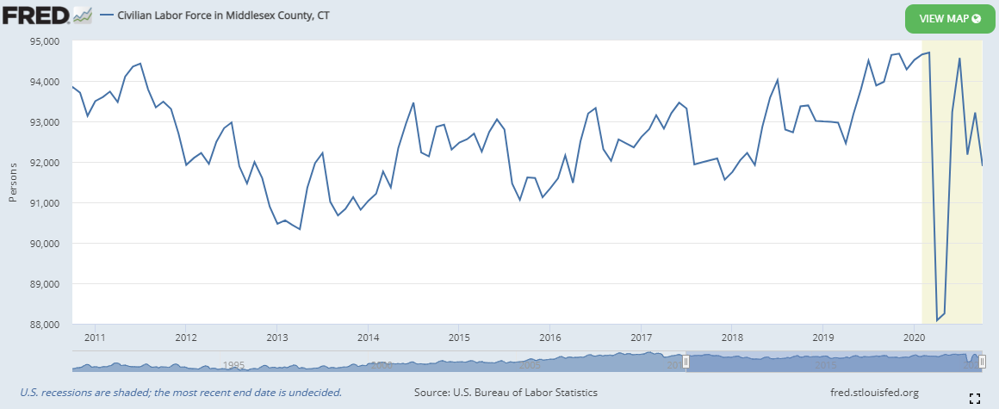 FRED
Civilian Labor Force in Middlesex County, CT
VIEW MAP
95,000
94,000
93,000
92,000
91,000
90,000
89,000
88,000
Persons
2011 2012 2013 2014 2015 2016 2017 2018 2019 2020
1995 2000 2005 2015
U.S. recessions are shaded; the most recent end date is undecided.
Source: U.S. Bureau of Labor Statistics
fred.stlouisfed.org